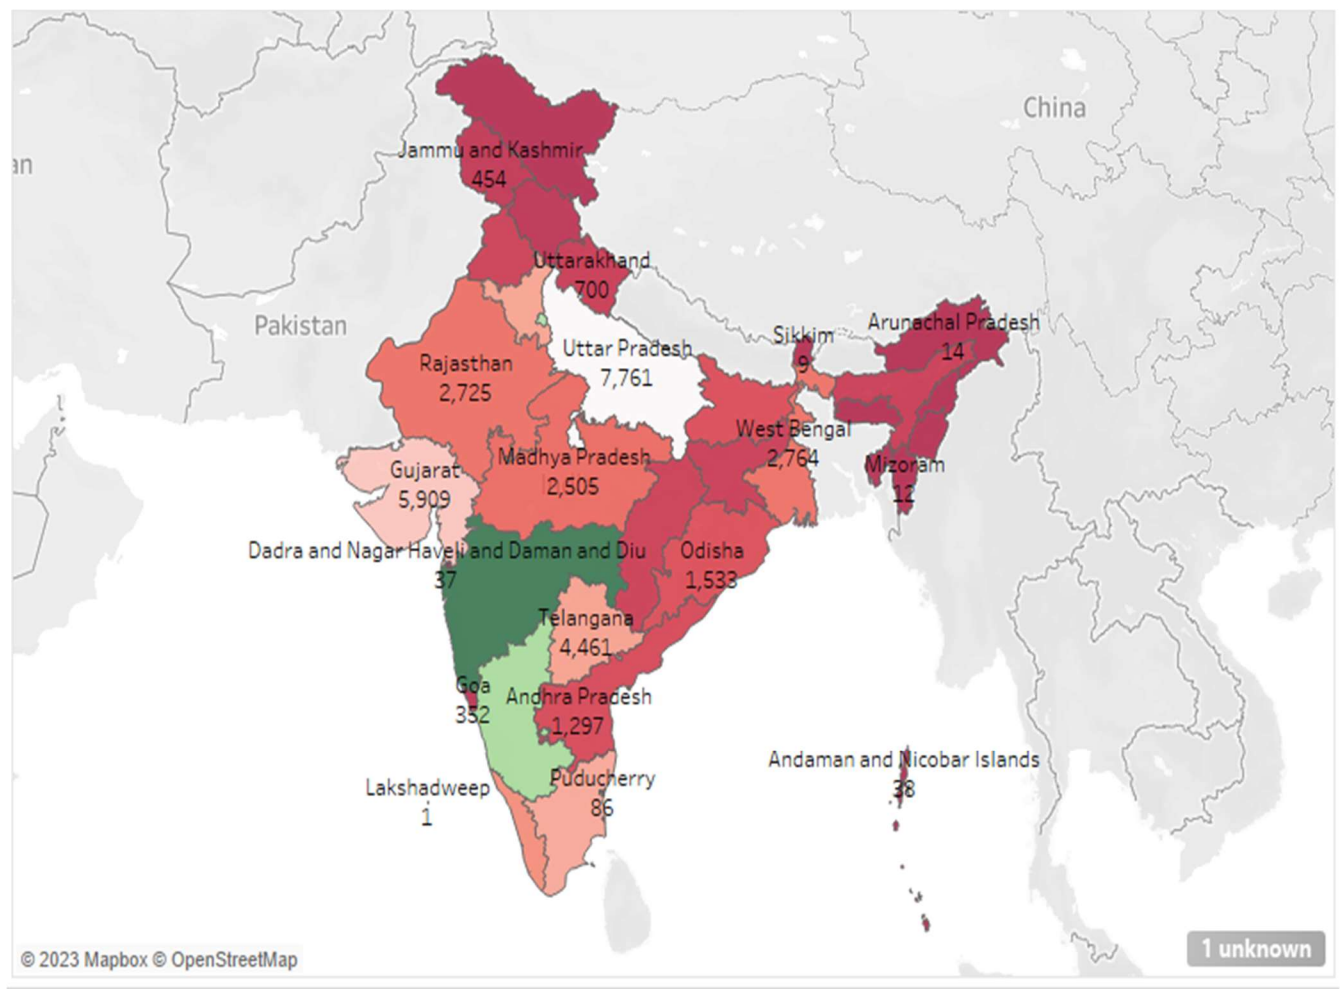 China
an
Jammu and Kashmir
454
Uttarakhand
700
Pakistan
Sikkim
9
Arunachal Pradesh
14
Uttar Pradesh
7,761
Rajasthan
2,725
West Bengal
2,764
Madhya Pradesh
2,505
Gujarat
5,909
Mizoram
12
Dadra and Nagar Haveli and Daman and Diu
37
Odisha
1,533
Telangana
4,461
Goa
352
Andhra Pradesh
1,297
Andaman and Nicobar Islands
38
Puducherry
86
Lakshadweep
1
© 2023 Mapbox © OpenStreetMap
1 unknown